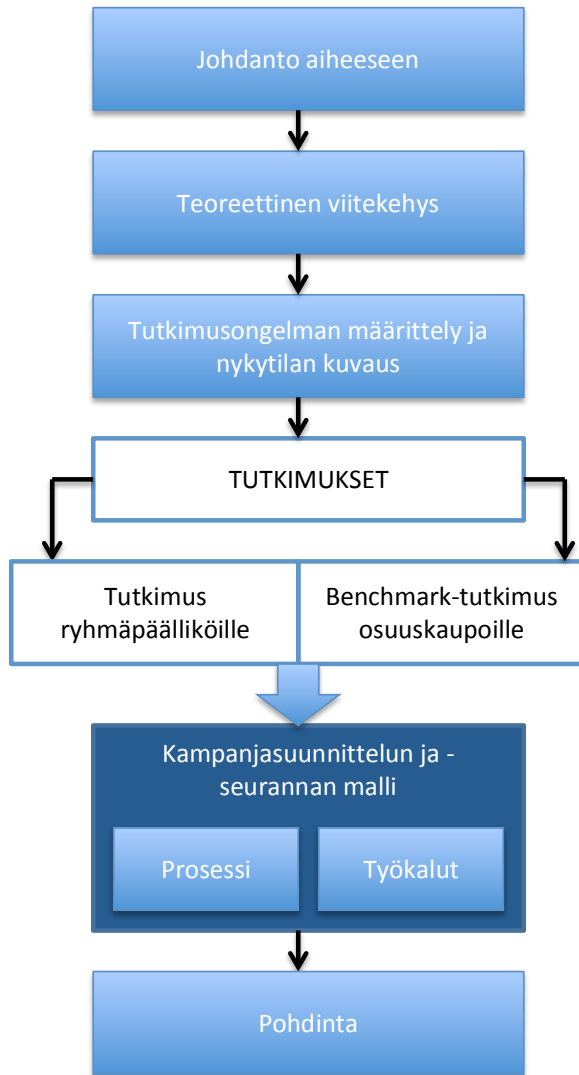 Johdanto aiheeseen
Teoreettinen viitekehys
Tutkimusongelman määrittely ja
nykytilan kuvaus
TUTKIMUKSET
Tutkimus
ryhmäpäälliköille
Benchmark-tutkimus
osuuskaupoille
Kampanjasuunnittelun ja -
seurannan malli
Prosessi
Työkalut
Pohdinta